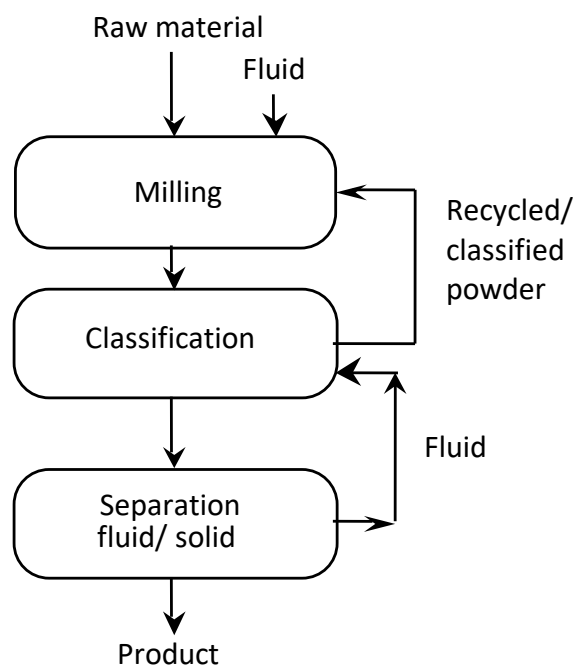 Raw material
Fluid
Milling
Recycled/
classified
powder
Classification
Fluid
Separation
fluid/ solid
Product